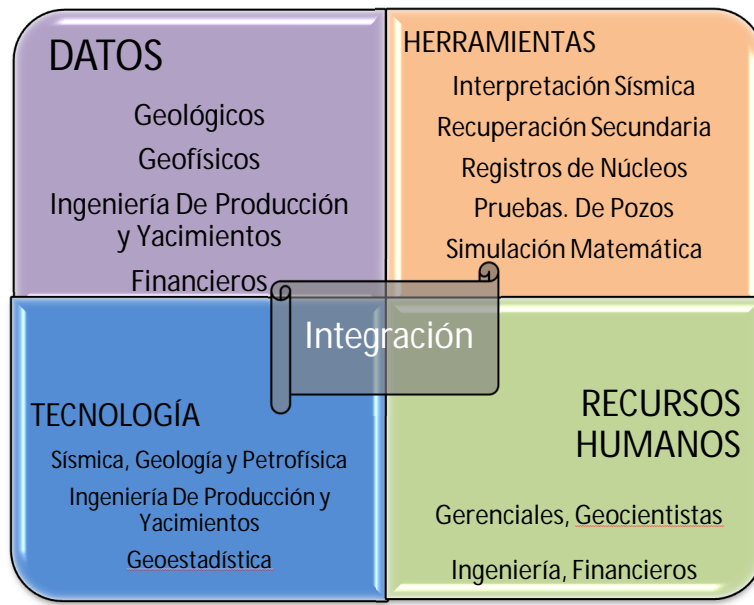 DATOS
Geológicos
Geofísicos
Ingeniería De Producción
y Yacimientos
Financieros
HERRAMIENTAS
Interpretación Sísmica
Recuperación Secundaria
Registros de Núcleos
Pruebas. De Pozos
Simulación Matemática
Integración
TECNOLOGÍA
Sísmica, Geología y Petrofísica
Ingeniería De Producción y
Yacimientos
Geoestadística
RECURSOS
HUMANOS
Gerenciales, Geocientistas
Ingeniería, Financieros